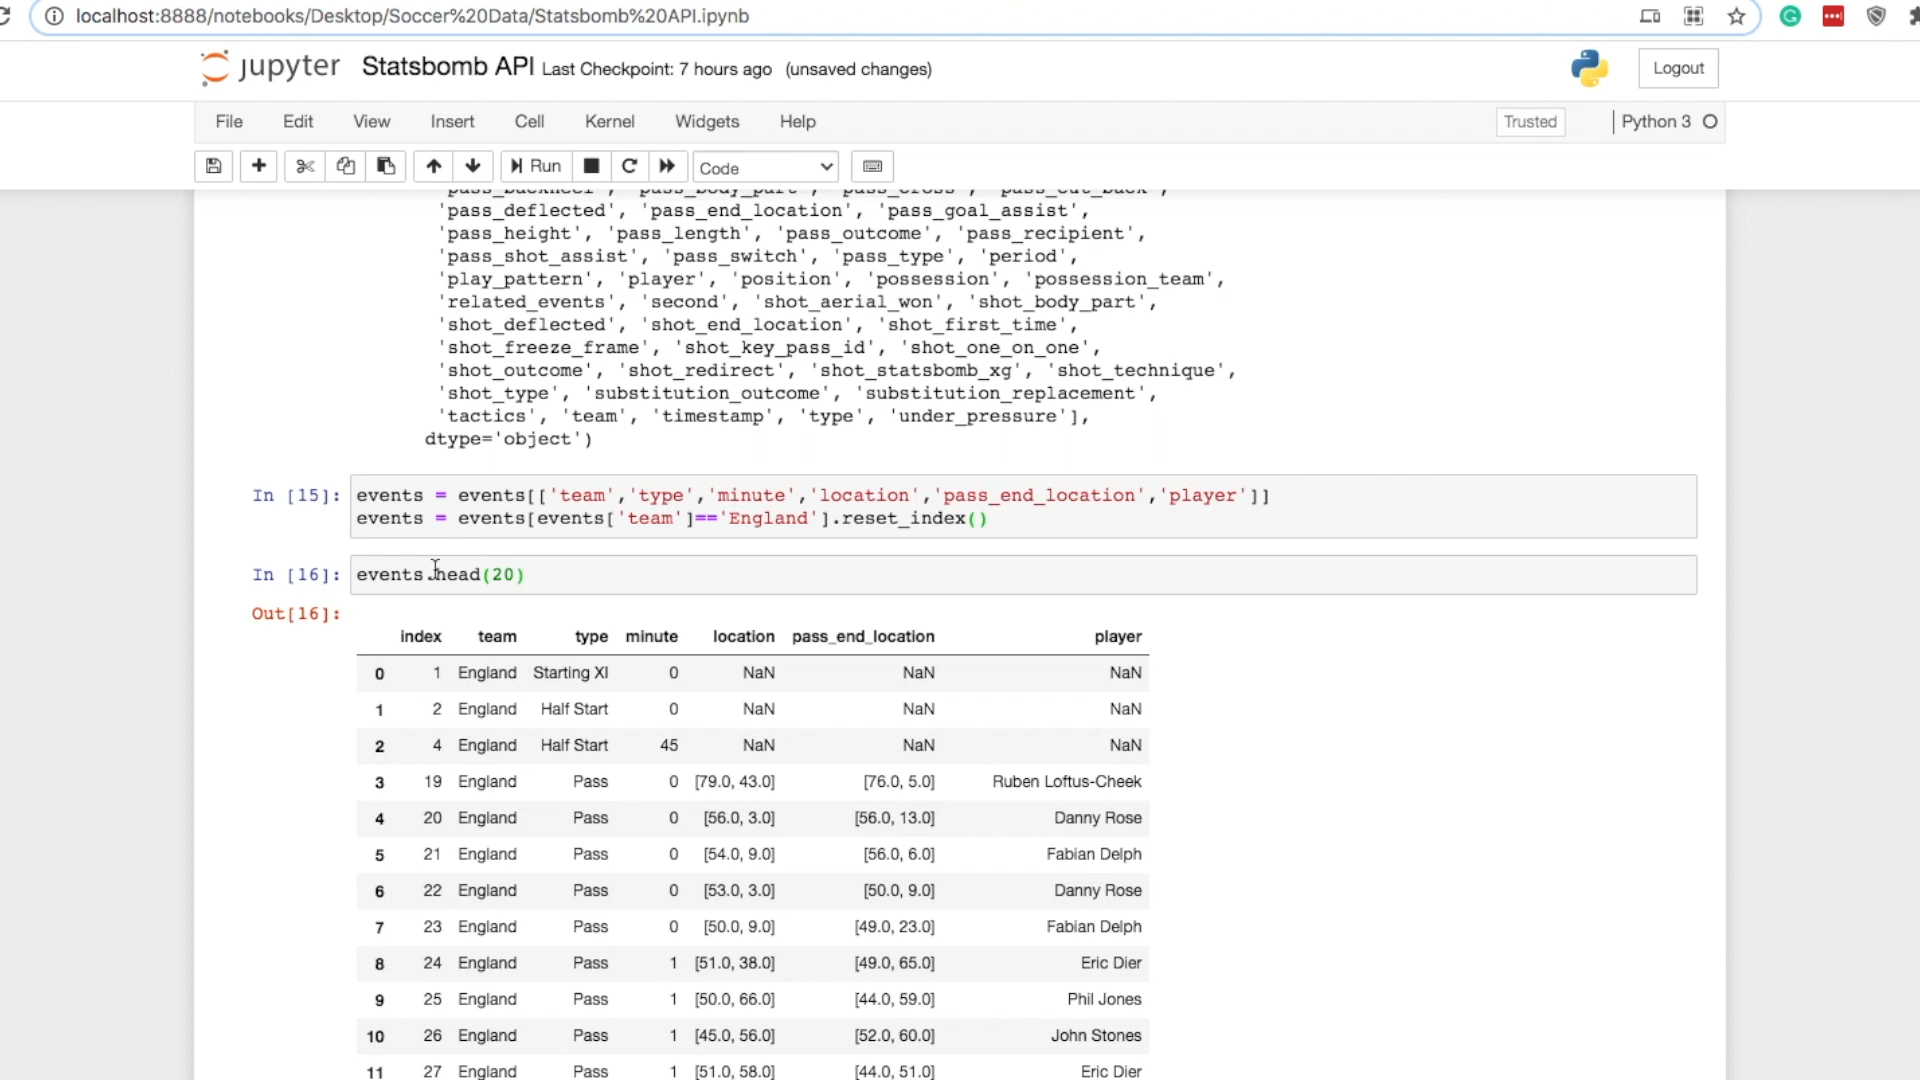 localhost:8888/notebooks/Desktop/Soccer%20Data/Statsbomb%20API.ipynb
jupyter Statsbomb API Last Checkpoint: 7 hours ago (unsaved changes) Logout
File Edit View Insert Cell Kernel Widgets Help Trusted Python 3
Run Code
'pass_backheel', 'pass_body_part', 'pass_cross', 'pass_cut_back',
'pass_deflected', 'pass_end_location', 'pass_goal_assist',
'pass_height', 'pass_length', 'pass_outcome', 'pass_recipient',
'pass_shot_assist', 'pass_switch', 'pass_type', 'period',
'play_pattern', 'player', 'position', 'possession', 'possession_team',
'related_events', 'second', 'shot_aerial_won', 'shot_body_part',
'shot_deflected', 'shot_end_location', 'shot_first_time',
'shot_freeze_frame', 'shot_key_pass_id', 'shot_one_on_one',
'shot_outcome', 'shot_redirect', 'shot_statsbomb_xg', 'shot_technique',
'shot_type', 'substitution_outcome', 'substitution_replacement',
'tactics', 'team', 'timestamp', 'type', 'under_pressure'],
dtype='object')
In [15]: events = events[['team','type','minute','location','pass_end_location','player']]
events = events[events['team']=='England'].reset_index()
In [16]: events.head(20)
Out[16]:
index team type minute location pass_end_location player
0 1 England Starting XI 0 NaN NaN NaN
1 2 England Half Start 0 NaN NaN NaN
2 4 England Half Start 45 NaN NaN NaN
3 19 England Pass 0 [79.0, 43.0] [76.0, 5.0] Ruben Loftus-Cheek
4 20 England Pass 0 [56.0, 3.0] [56.0, 13.0] Danny Rose
5 21 England Pass 0 [54.0, 9.0] [56.0, 6.0] Fabian Delph
6 22 England Pass 0 [53.0, 3.0] [50.0, 9.0] Danny Rose
7 23 England Pass 0 [50.0, 9.0] [49.0, 23.0] Fabian Delph
8 24 England Pass 1 [51.0, 38.0] [49.0, 65.0] Eric Dier
9 25 England Pass 1 [50.0, 66.0] [44.0, 59.0] Phil Jones
10 26 England Pass 1 [45.0, 56.0] [52.0, 60.0] John Stones
11 27 England Pass 1 [51.0, 58.0] [44.0, 51.0] Eric Dier